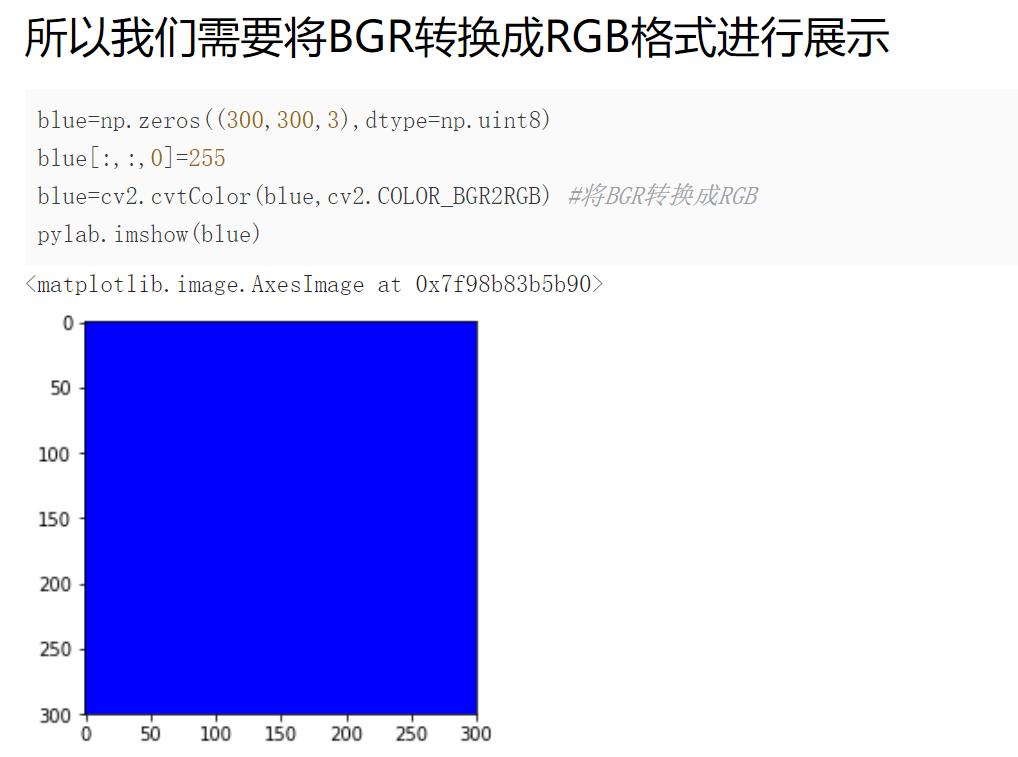 所以我们需要将BGR转换成RGB格式进行展示
blue=np.zeros((300,300,3),dtype=np.uint8)
blue[:,:,0]=255
blue=cv2.cvtColor(blue,cv2.COLOR_BGR2RGB) #将BGR转换成RGB
pylab.imshow(blue)
<matplotlib.image.AxesImage at 0x7f98b83b5b90>
0
50
100
150
200
250
300
0 50 100 150 200 250 300